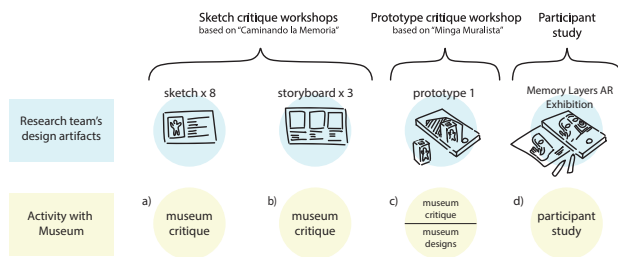 Sketch critique workshops
based on "Caminando la Memoria"
Prototype critique workshop
based on "Minga Muralista"
Participant
study
sketch x 8
storyboard x 3
prototype 1
Memory Layers AR
Exhibition
Research team's
design artifacts
Activity with
Museum
a)
museum
critique
b)
museum
critique
c)
museum
critique
museum
designs
d)
participant
study